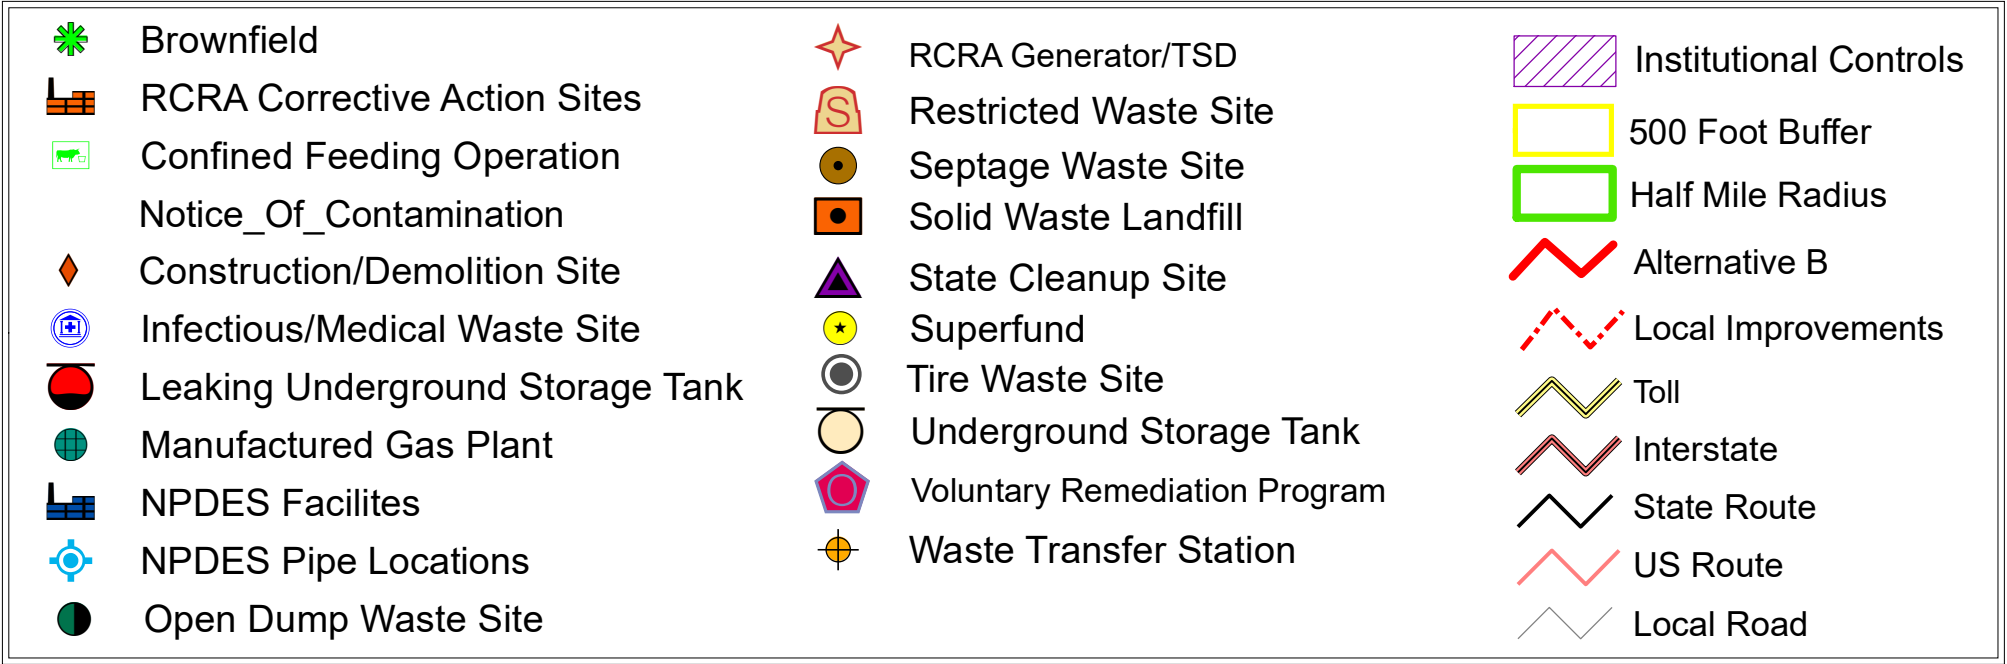 Brownfield
RCRA Corrective Action Sites
Confined Feeding Operation
Notice_Of_Contamination
Construction/Demolition Site
Infectious/Medical Waste Site
Leaking Underground Storage Tank
Manufactured Gas Plant
NPDES Facilites
NPDES Pipe Locations
Open Dump Waste Site
RCRA Generator/TSD
S
Restricted Waste Site
Septage Waste Site
Solid Waste Landfill
State Cleanup Site
Superfund
Tire Waste Site
Underground Storage Tank
Voluntary Remediation Program
Waste Transfer Station
Institutional Controls
500 Foot Buffer
Half Mile Radius
Alternative B
Local Improvements
Toll
Interstate
State Route
US Route
Local Road